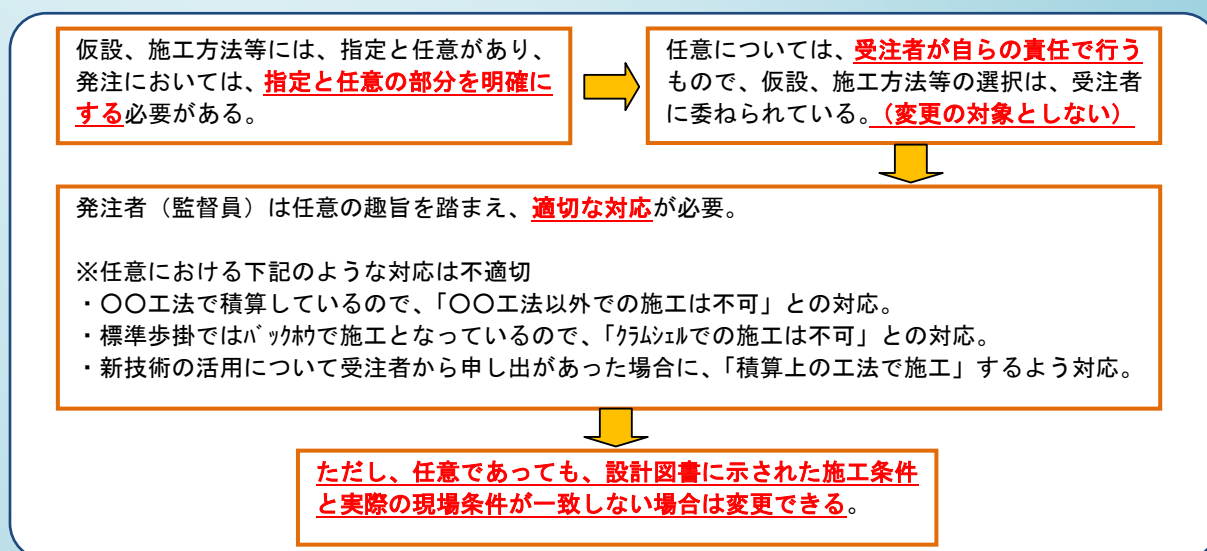 仮設、施工方法等には、指定と任意があり、
発注においては、指定と任意の部分を明確に
する必要がある。
任意については、受注者が自らの責任で行う
もので、仮設、施工方法等の選択は、受注者
に委ねられている。（変更の対象としない）
発注者（監督員）は任意の趣旨を踏まえ、適切な対応が必要。
※任意における下記のような対応は不適切
・〇〇工法で積算しているので、「〇〇工法以外での施工は不可」との対応。
・標準歩掛ではﾊﾞｯｸﾎｳで施工となっているので、「ｸﾗﾑｼｪﾙでの施工は不可」との対応。
・新技術の活用について受注者から申し出があった場合に、「積算上の工法で施工」するよう対応。
ただし、任意であっても、設計図書に示された施工条件
と実際の現場条件が一致しない場合は変更できる。